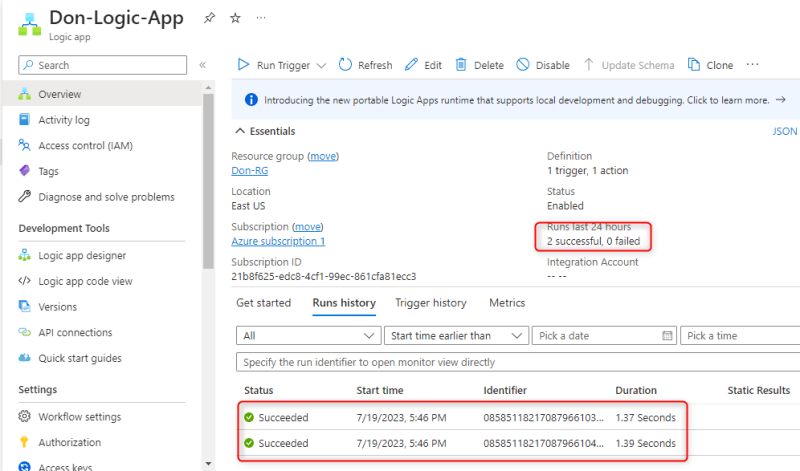 Don-Logic-App
Logic app
Search
Overview
Activity log
Access control (IAM)
Tags
Diagnose and solve problems
Development Tools
Logic app designer
Logic app code view
Versions
API connections
Quick start guides
Settings
Workflow settings
Authorization
Access keys
Run Trigger
Refresh
Edit
Delete
Disable
Update Schema
Clone
Introducing the new portable Logic Apps runtime that supports local development and debugging. Click to learn more.
Essentials
JSON
Resource group (move)
Don-RG
Location
East US
Subscription (move)
Azure subscription 1
Subscription ID
21b8f625-edc8-4cf1-99ec-861cfa81ecc3
Definition
1 trigger, 1 action
Status
Enabled
Runs last 24 hours
2 successful, 0 failed
Integration Account
-- --
Get started Runs history Trigger history Metrics
All Start time earlier than Pick a date Pick a time
Specify the run identifier to open monitor view directly
Status Start time Identifier Duration Static Results
Succeeded 7/19/2023, 5:46 PM 08585118217087966103... 1.37 Seconds
Succeeded 7/19/2023, 5:46 PM 08585118217087966104... 1.39 Seconds